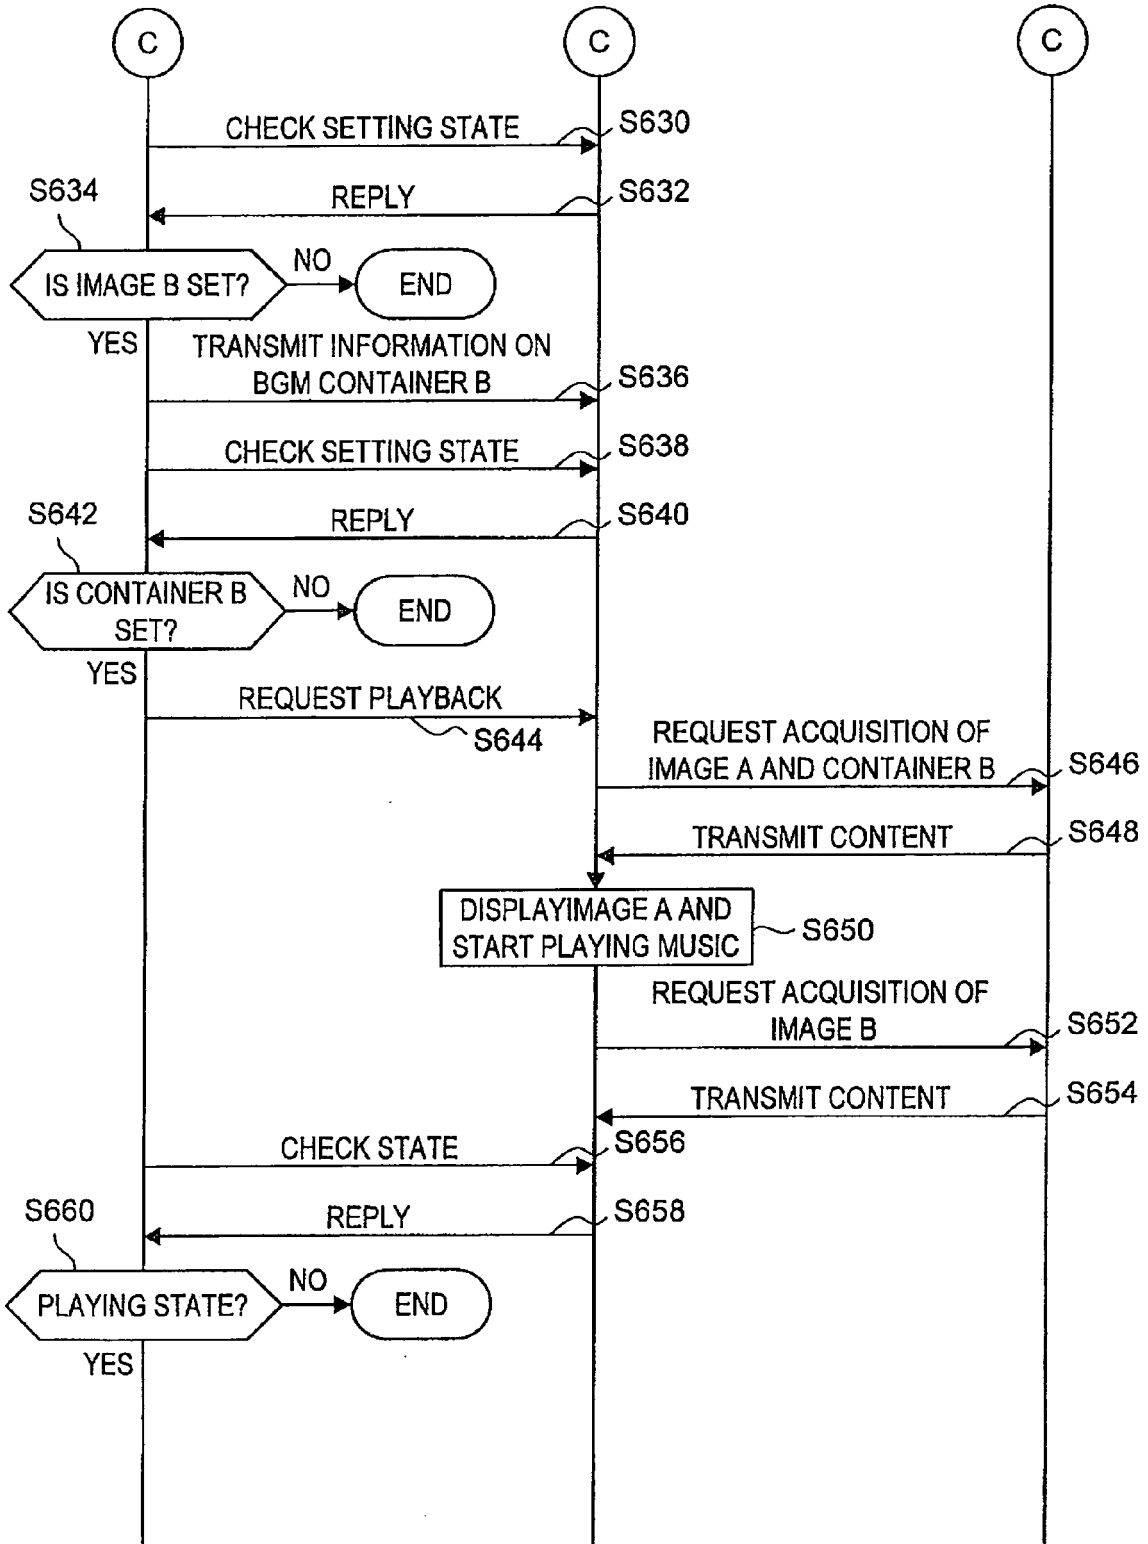 C
C
C
CHECK SETTING STATE
S630
REPLY
S632
S634
IS IMAGE B SET?
NO
END
YES
TRANSMIT INFORMATION ON
BGM CONTAINER B
S636
CHECK SETTING STATE
S638
REPLY
S640
S642
IS CONTAINER B
SET?
NO
END
YES
REQUEST PLAYBACK
S644
REQUEST ACQUISITION OF
IMAGE A AND CONTAINER B
S646
TRANSMIT CONTENT
S648
DISPLAYIMAGE A AND
START PLAYING MUSIC
S650
REQUEST ACQUISITION OF
IMAGE B
S652
TRANSMIT CONTENT
S654
CHECK STATE
S656
REPLY
S658
S660
PLAYING STATE?
NO
END
YES